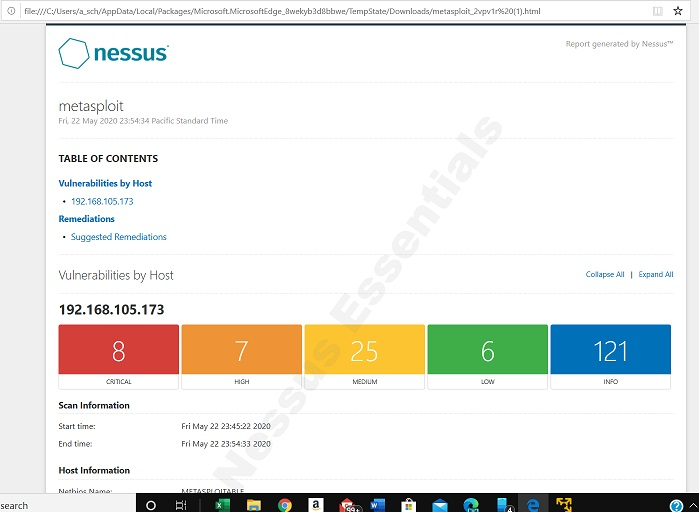 file:///C:/Users/a_sch/AppData/Local/Packages/Microsoft.MicrosoftEdge_8wekyb3d8bbwe/TempState/Downloads/metasploit_2vpv1r%20(1).html
nessus
Report generated by Nessus™
metasploit
Fri, 22 May 2020 23:54:34 Pacific Standard Time
TABLE OF CONTENTS
Vulnerabilities by Host
• 192.168.105.173
Remediations
• Suggested Remediations
Vulnerabilities by Host
Collapse All | Expand All
192.168.105.173
8 7 25 6 121
CRITICAL HIGH MEDIUM LOW INFO
Scan Information
Start time: Fri May 22 23:45:22 2020
End time: Fri May 22 23:54:33 2020
Host Information
Netbios Name: METASPLOITABLE
Nessus Essentials
search
99+